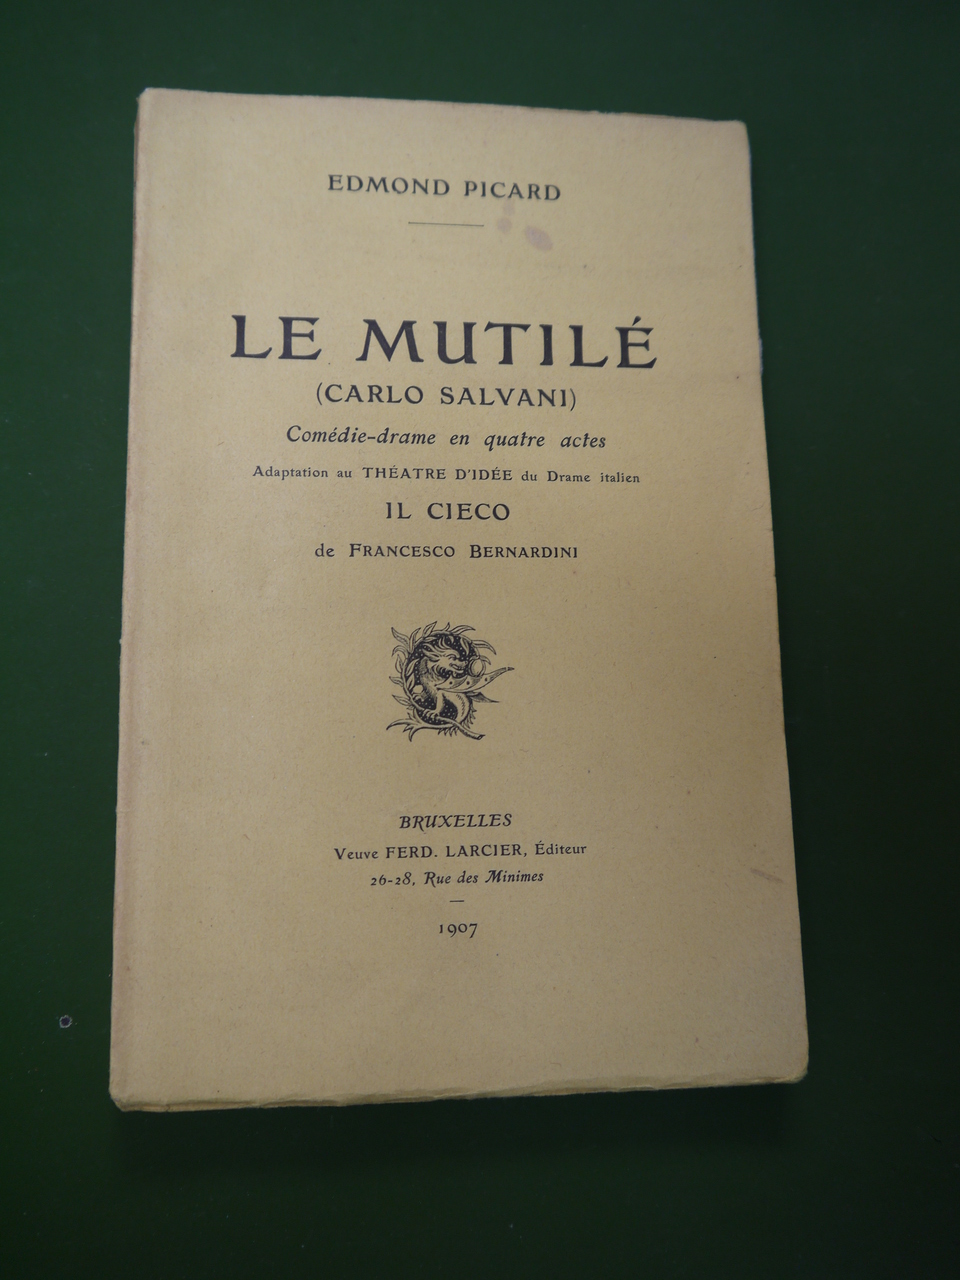 EDMOND PICARD
LE MUTILÉ
(CARLO SALVANI)
Comédie-drame en quatre actes
Adaptation au THÉATRE D'IDÉE du Drame italien
IL CIECO
de FRANCESCO BERNARDINI
BRUXELLES
Veuve FERD. LARCIER, Éditeur
26-28, Rue des Minimes
1907